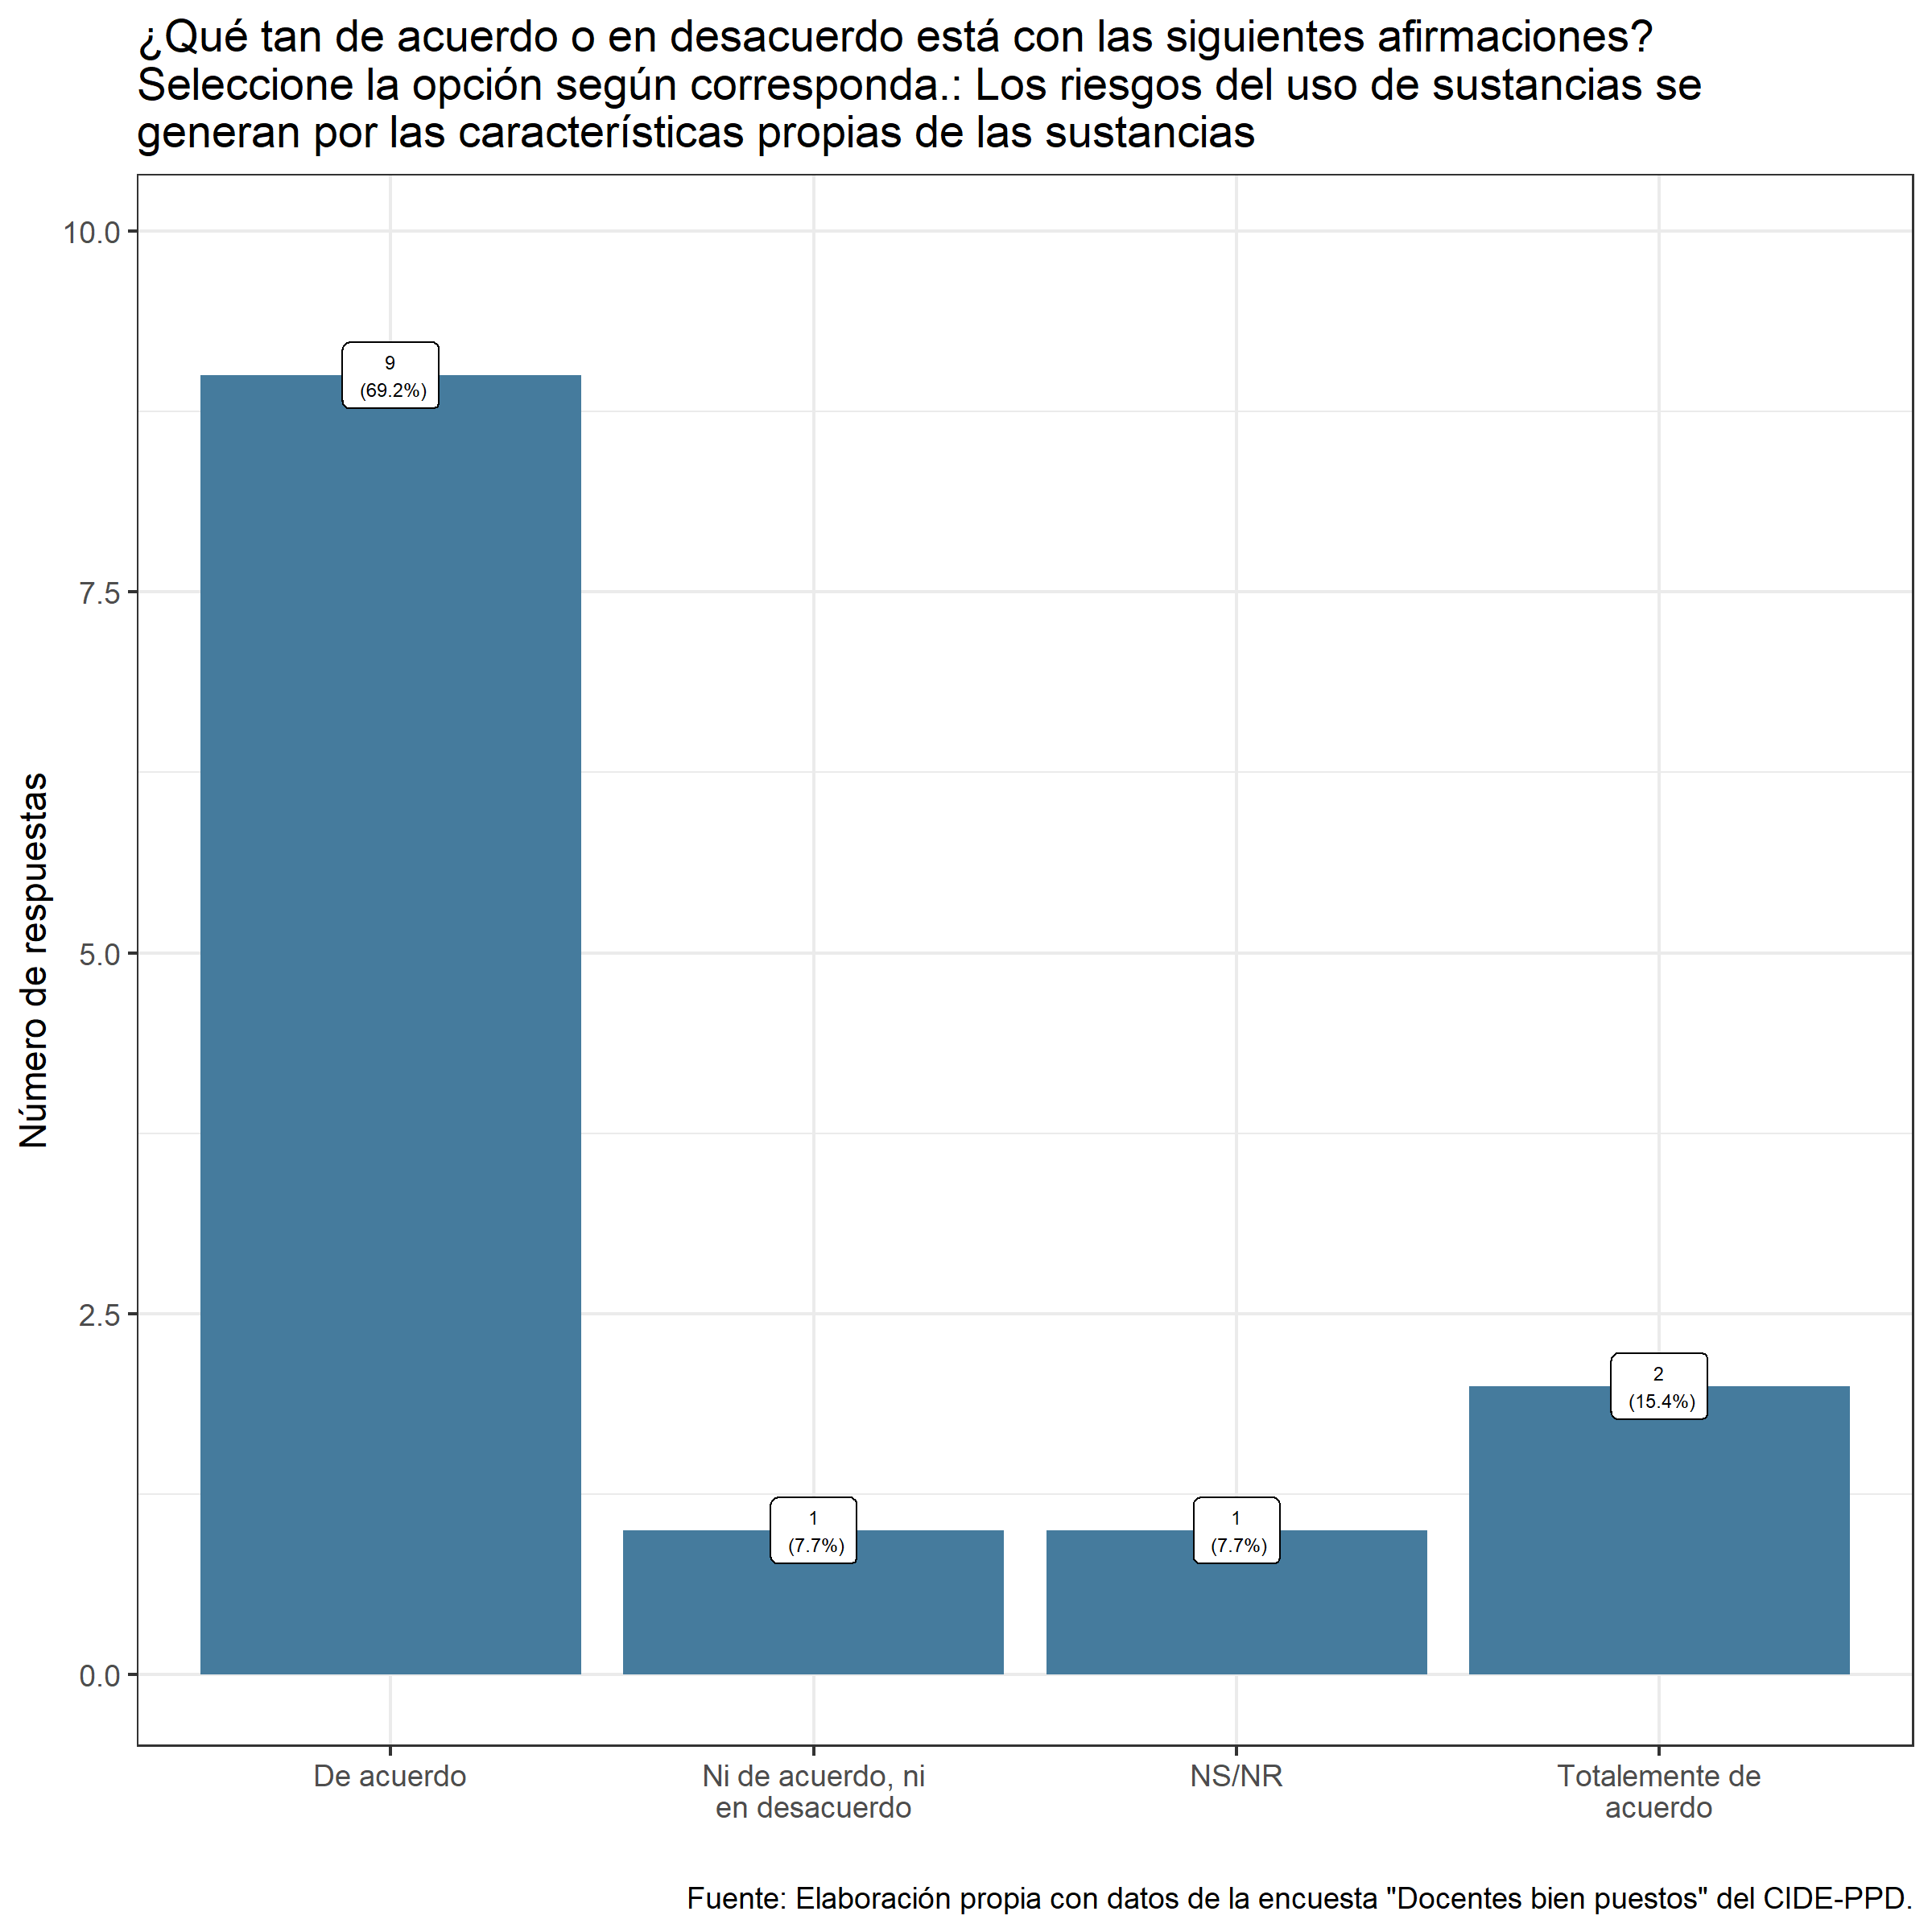 ¿Qué tan de acuerdo o en desacuerdo está con las siguientes afirmaciones?
Seleccione la opción según corresponda.: Los riesgos del uso de sustancias se
generan por las características propias de las sustancias
Número de respuestas
10.0
7.5
5.0
2.5
0.0
9
(69.2%)
1
(7.7%)
1
(7.7%)
2
(15.4%)
De acuerdo
Ni de acuerdo, ni
en desacuerdo
NS/NR
Totalemente de
acuerdo
Fuente: Elaboración propia con datos de la encuesta "Docentes bien puestos" del CIDE-PPD.